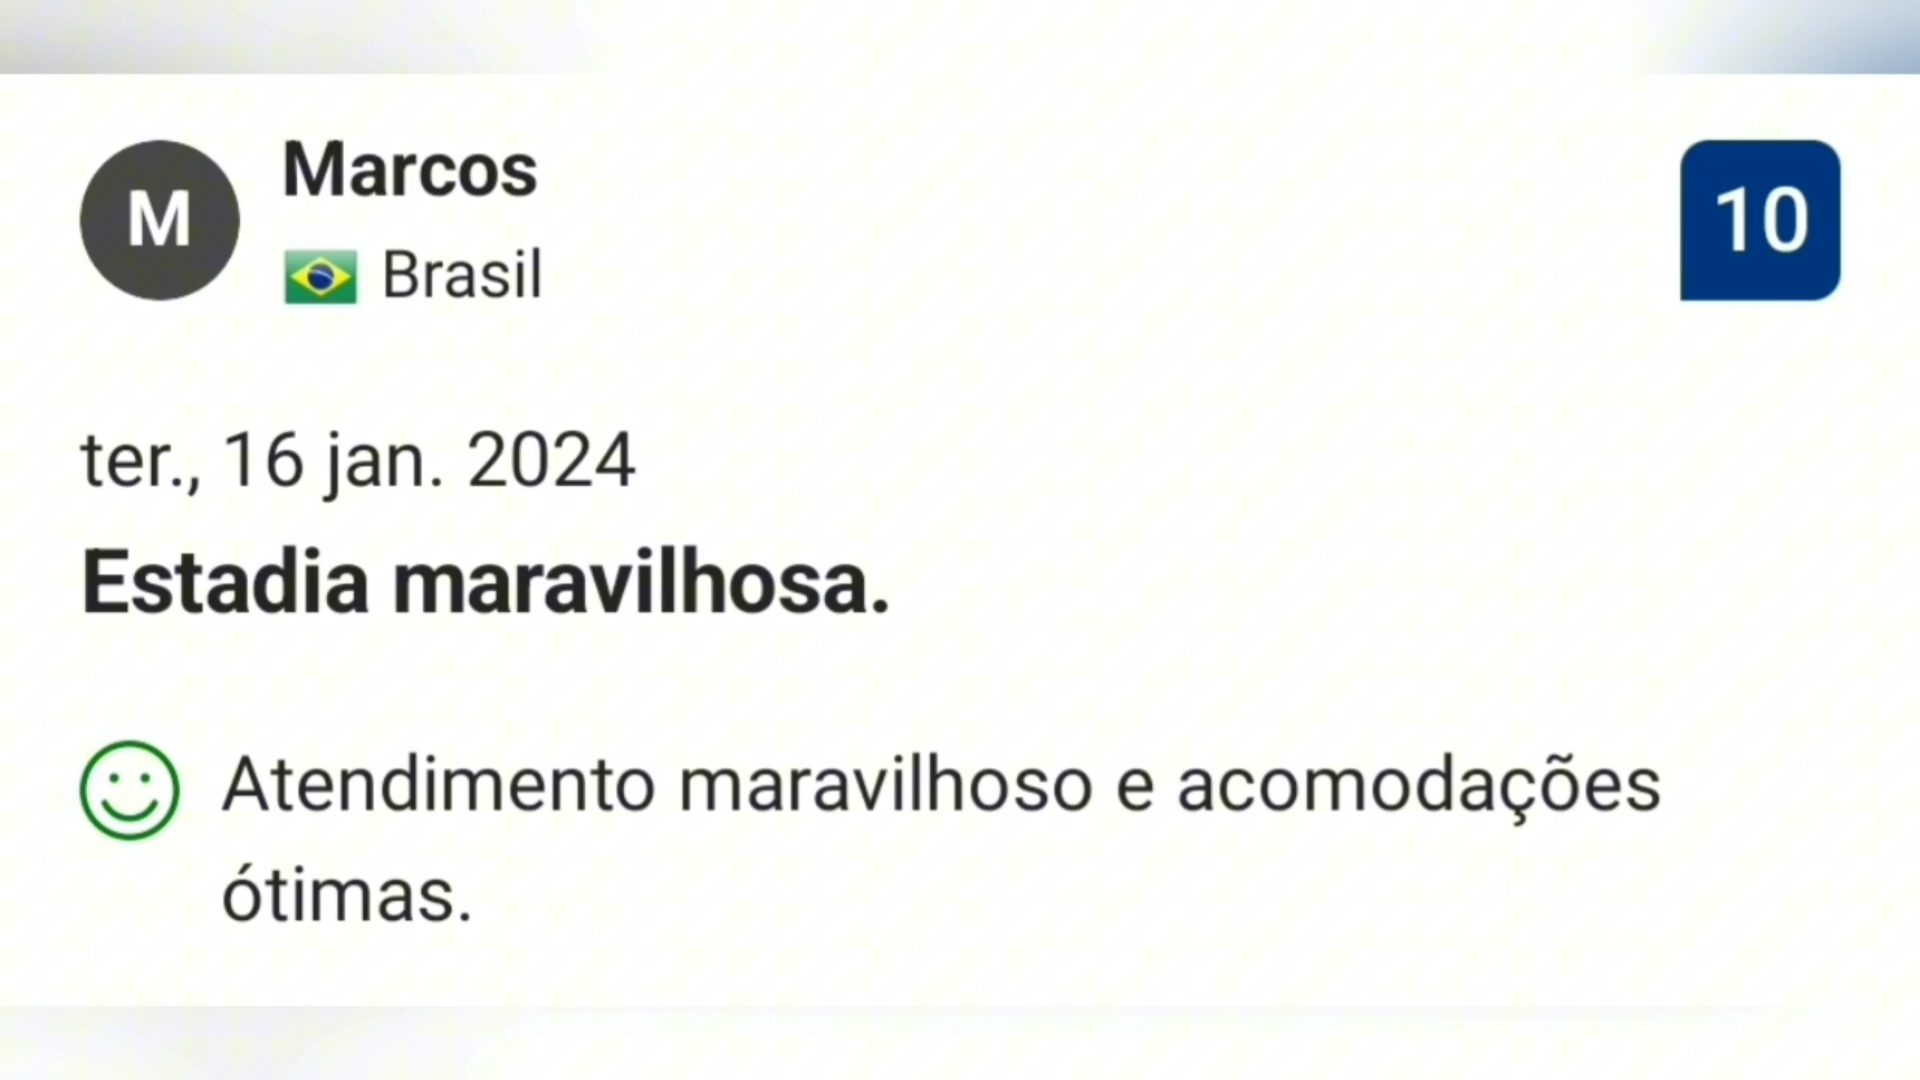 M
Marcos
Brasil
10
ter., 16 jan. 2024
Estadia maravilhosa.
Atendimento maravilhoso e acomodações
ótimas.